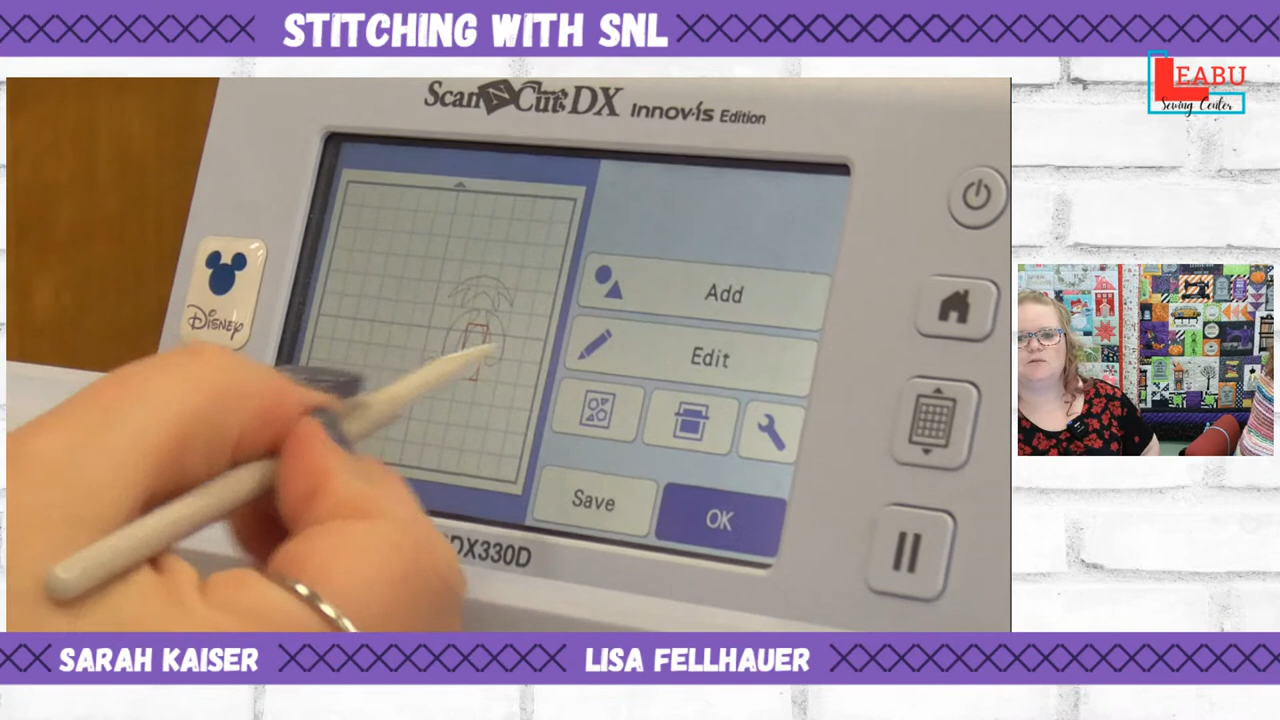 STITCHING WITH SNL
LEABU
Sewing Center
ScanNCut DX Innov-is Edition
Disney
Add
Edit
Save
OK
DX330D
SARAH KAISER
LISA FELLHAUER